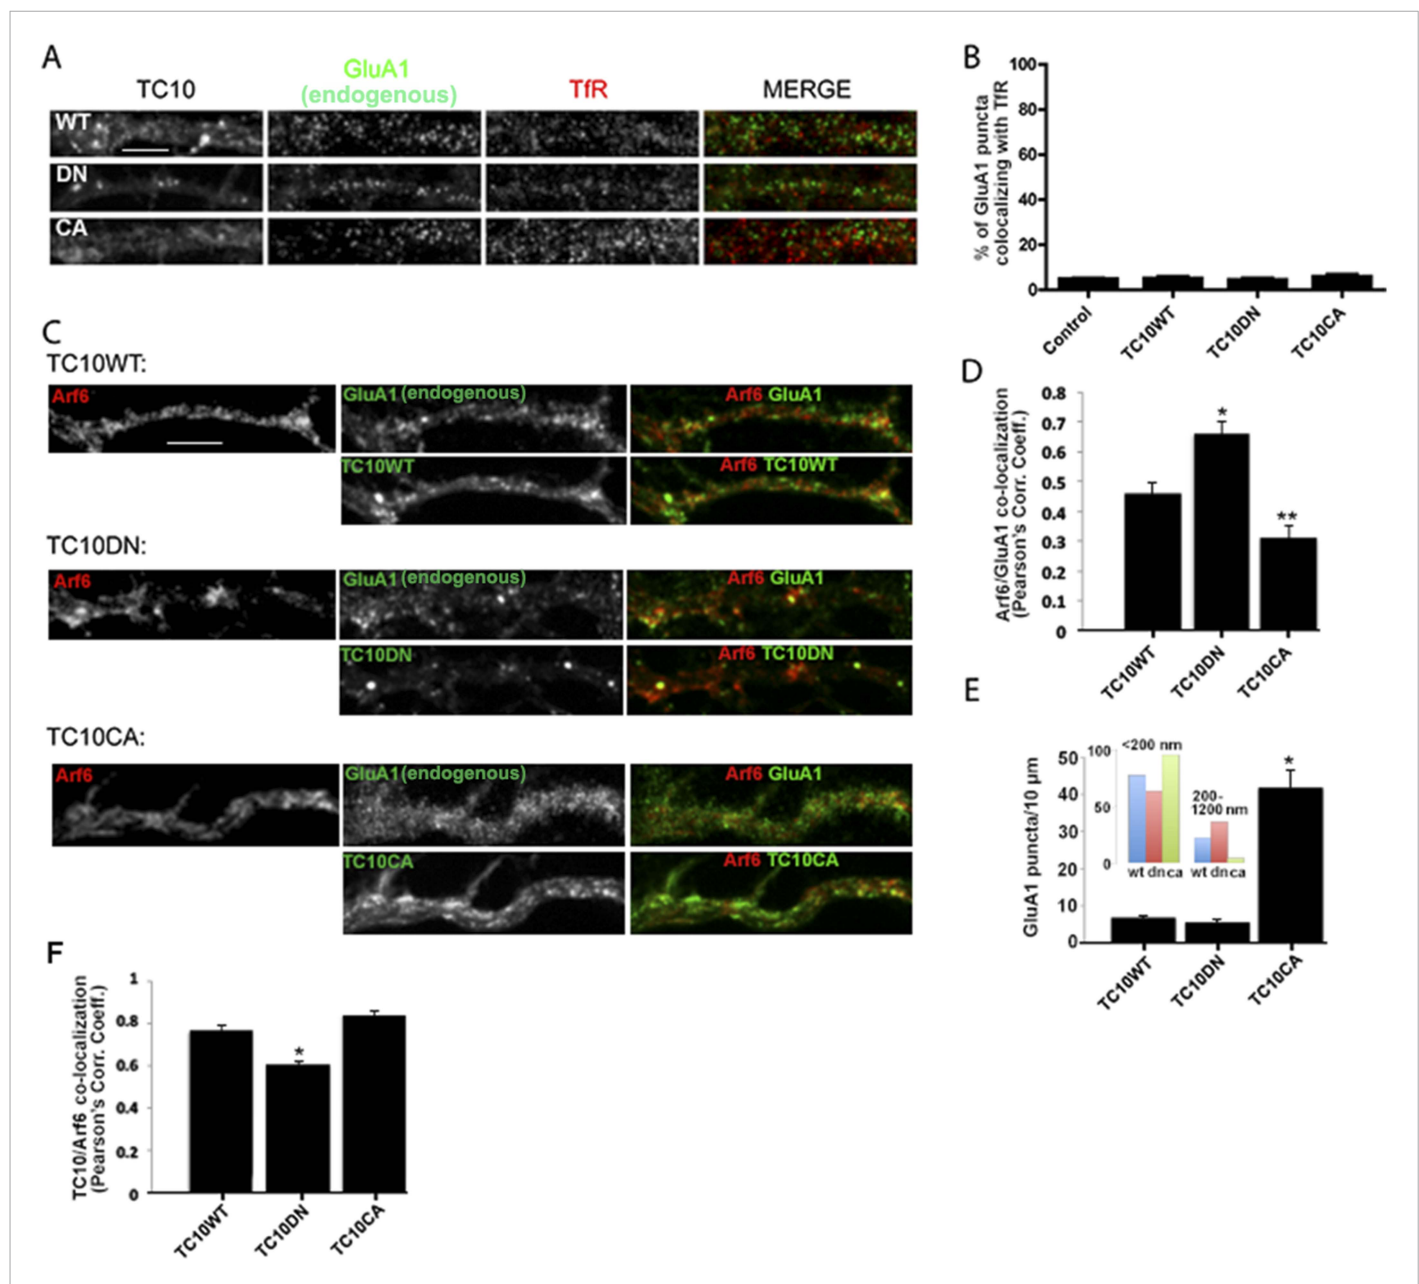 A
TC10
GluA1
(endogenous)
TfR
MERGE
WT
DN
CA
B
% of GluA1 puncta
colocalizing with TfR
100
80
60
40
20
0
Control
TC10WT
TC10DN
TC10CA
C
TC10WT:
Arf6
GluA1 (endogenous)
Arf6 GluA1
TC10WT
Arf6 TC10WT
TC10DN:
Arf6
GluA1 (endogenous)
Arf6 GluA1
TC10DN
Arf6 TC10DN
TC10CA:
Arf6
GluA1 (endogenous)
Arf6 GluA1
TC10CA
Arf6 TC10CA
D
Arf6/GluA1 co-localization
(Pearson's Corr. Coeff.)
0.8
0.7
0.6
0.5
0.4
0.3
0.2
0.1
0
*
**
TC10WT
TC10DN
TC10CA
E
GluA1 puncta/10 µm
50
40
30
20
10
0
100
50
0
<200 nm
200-
1200 nm
wt dn ca
wt dn ca
*
TC10WT
TC10DN
TC10CA
F
TC10/Arf6 co-localization
(Pearson's Corr. Coeff.)
1
0.8
0.6
0.4
0.2
0
*
TC10WT
TC10DN
TC10CA